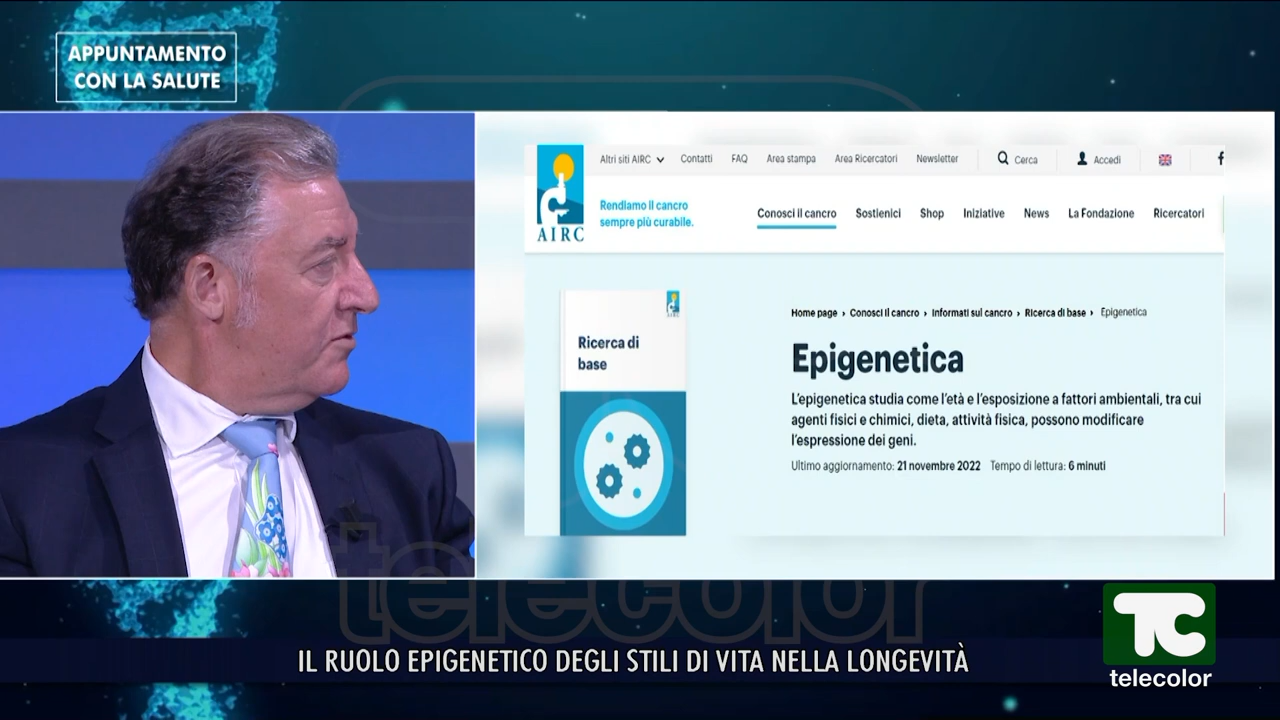 APPUNTAMENTO
CON LA SALUTE
AIRC
Rendiamo il cancro
sempre più curabile.
Altri siti AIRC
Contatti
FAQ
Area stampa
Area Ricercatori
Newsletter
Cerca
Accedi
f
Conosci il cancro
Sostienici
Shop
Iniziative
News
La Fondazione
Ricercatori
AIRC
Ricerca di
base
Home page › Conosci il cancro › Informati sul cancro › Ricerca di base › Epigenetica
Epigenetica
L'epigenetica studia come l'età e l'esposizione a fattori ambientali, tra cui
agenti fisici e chimici, dieta, attività fisica, possono modificare
l'espressione dei geni.
Ultimo aggiornamento: 21 novembre 2022 Tempo di lettura: 6 minuti
telecolor
IL RUOLO EPIGENETICO DEGLI STILI DI VITA NELLA LONGEVITÀ
TC
telecolor